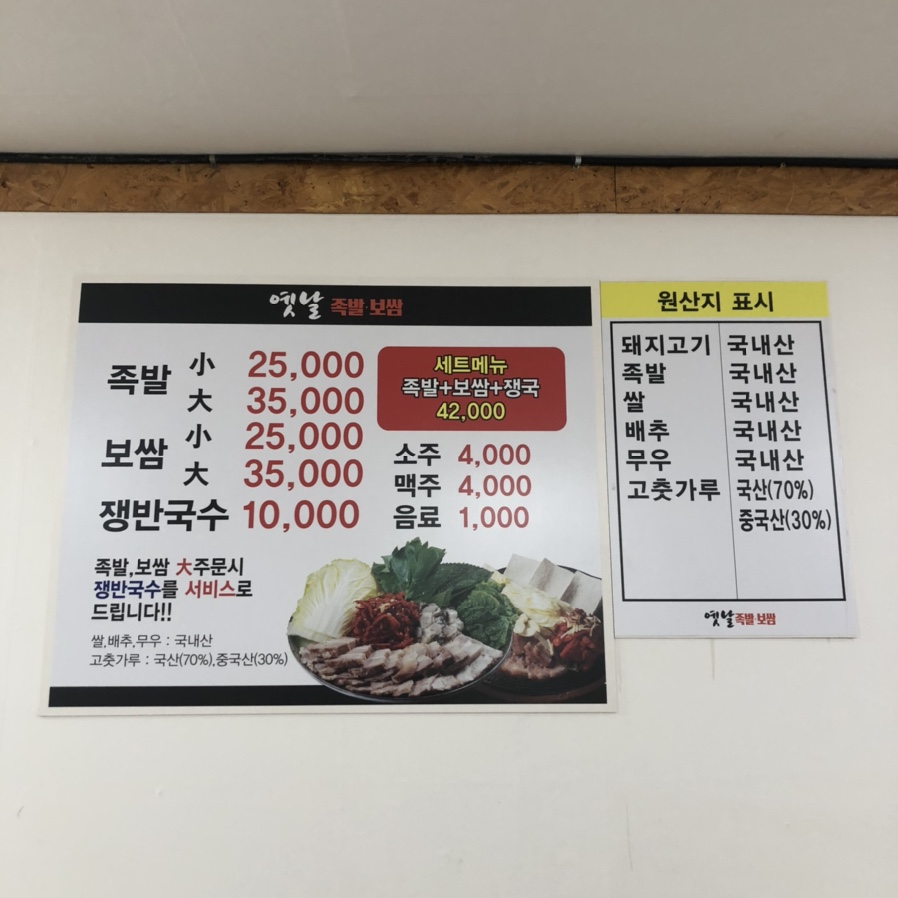 옛날 족발·보쌈
족발 小 25,000
大 35,000
보쌈 小 25,000
大 35,000
쟁반국수 10,000
세트메뉴
족발+보쌈+쟁국
42,000
소주 4,000
맥주 4,000
음료 1,000
족발,보쌈 大주문시
쟁반국수를 서비스로
드립니다!!
쌀,배추,무우 : 국내산
고춧가루 : 국산(70%),중국산(30%)
원산지 표시
돼지고기 국내산
족발 국내산
쌀 국내산
배추 국내산
무우 국내산
고춧가루 국산(70%)
중국산(30%)
옛날 족발·보쌈